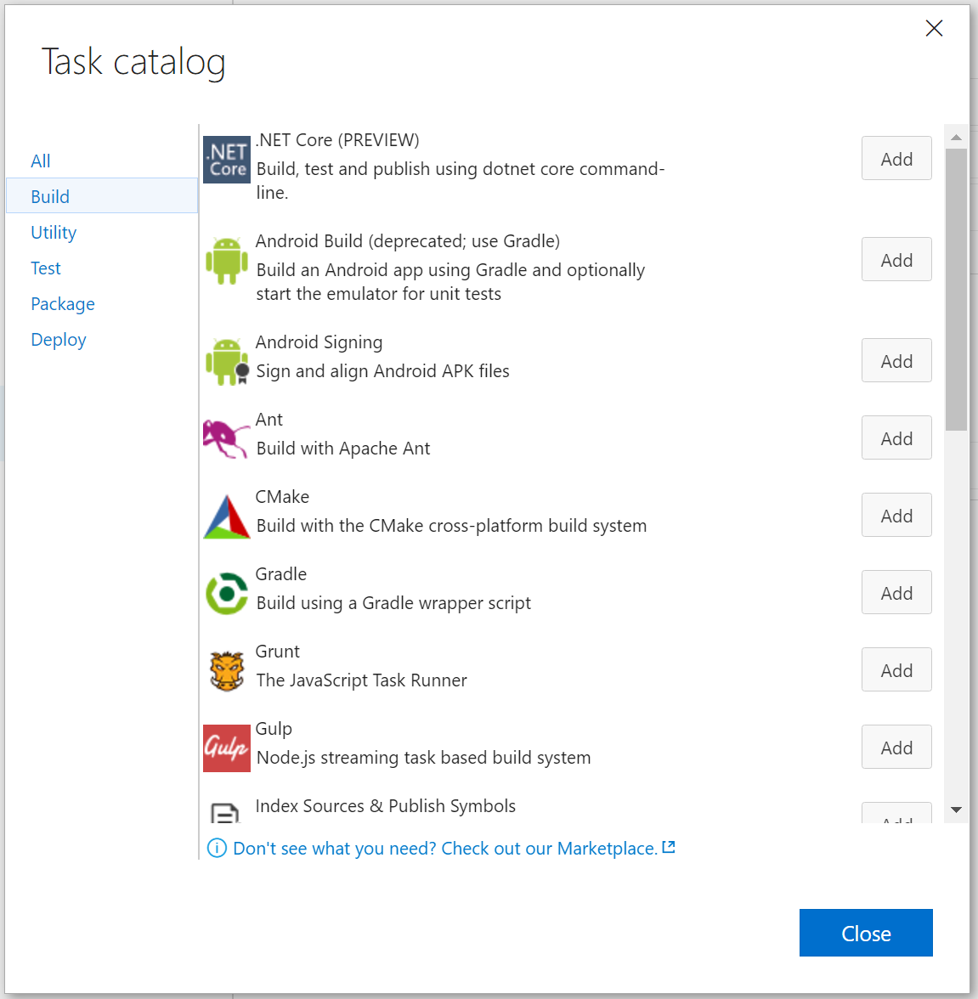 Task catalog
All
Build
Utility
Test
Package
Deploy
.NET
Core
.NET Core (PREVIEW)
Build, test and publish using dotnet core command-
line.
Add
Android Build (deprecated; use Gradle)
Build an Android app using Gradle and optionally
start the emulator for unit tests
Add
Android Signing
Sign and align Android APK files
Add
Ant
Build with Apache Ant
Add
CMake
Build with the CMake cross-platform build system
Add
Gradle
Build using a Gradle wrapper script
Add
Grunt
The JavaScript Task Runner
Add
Gulp
Gulp
Node.js streaming task based build system
Add
Index Sources & Publish Symbols
Add
Don't see what you need? Check out our Marketplace.
Close